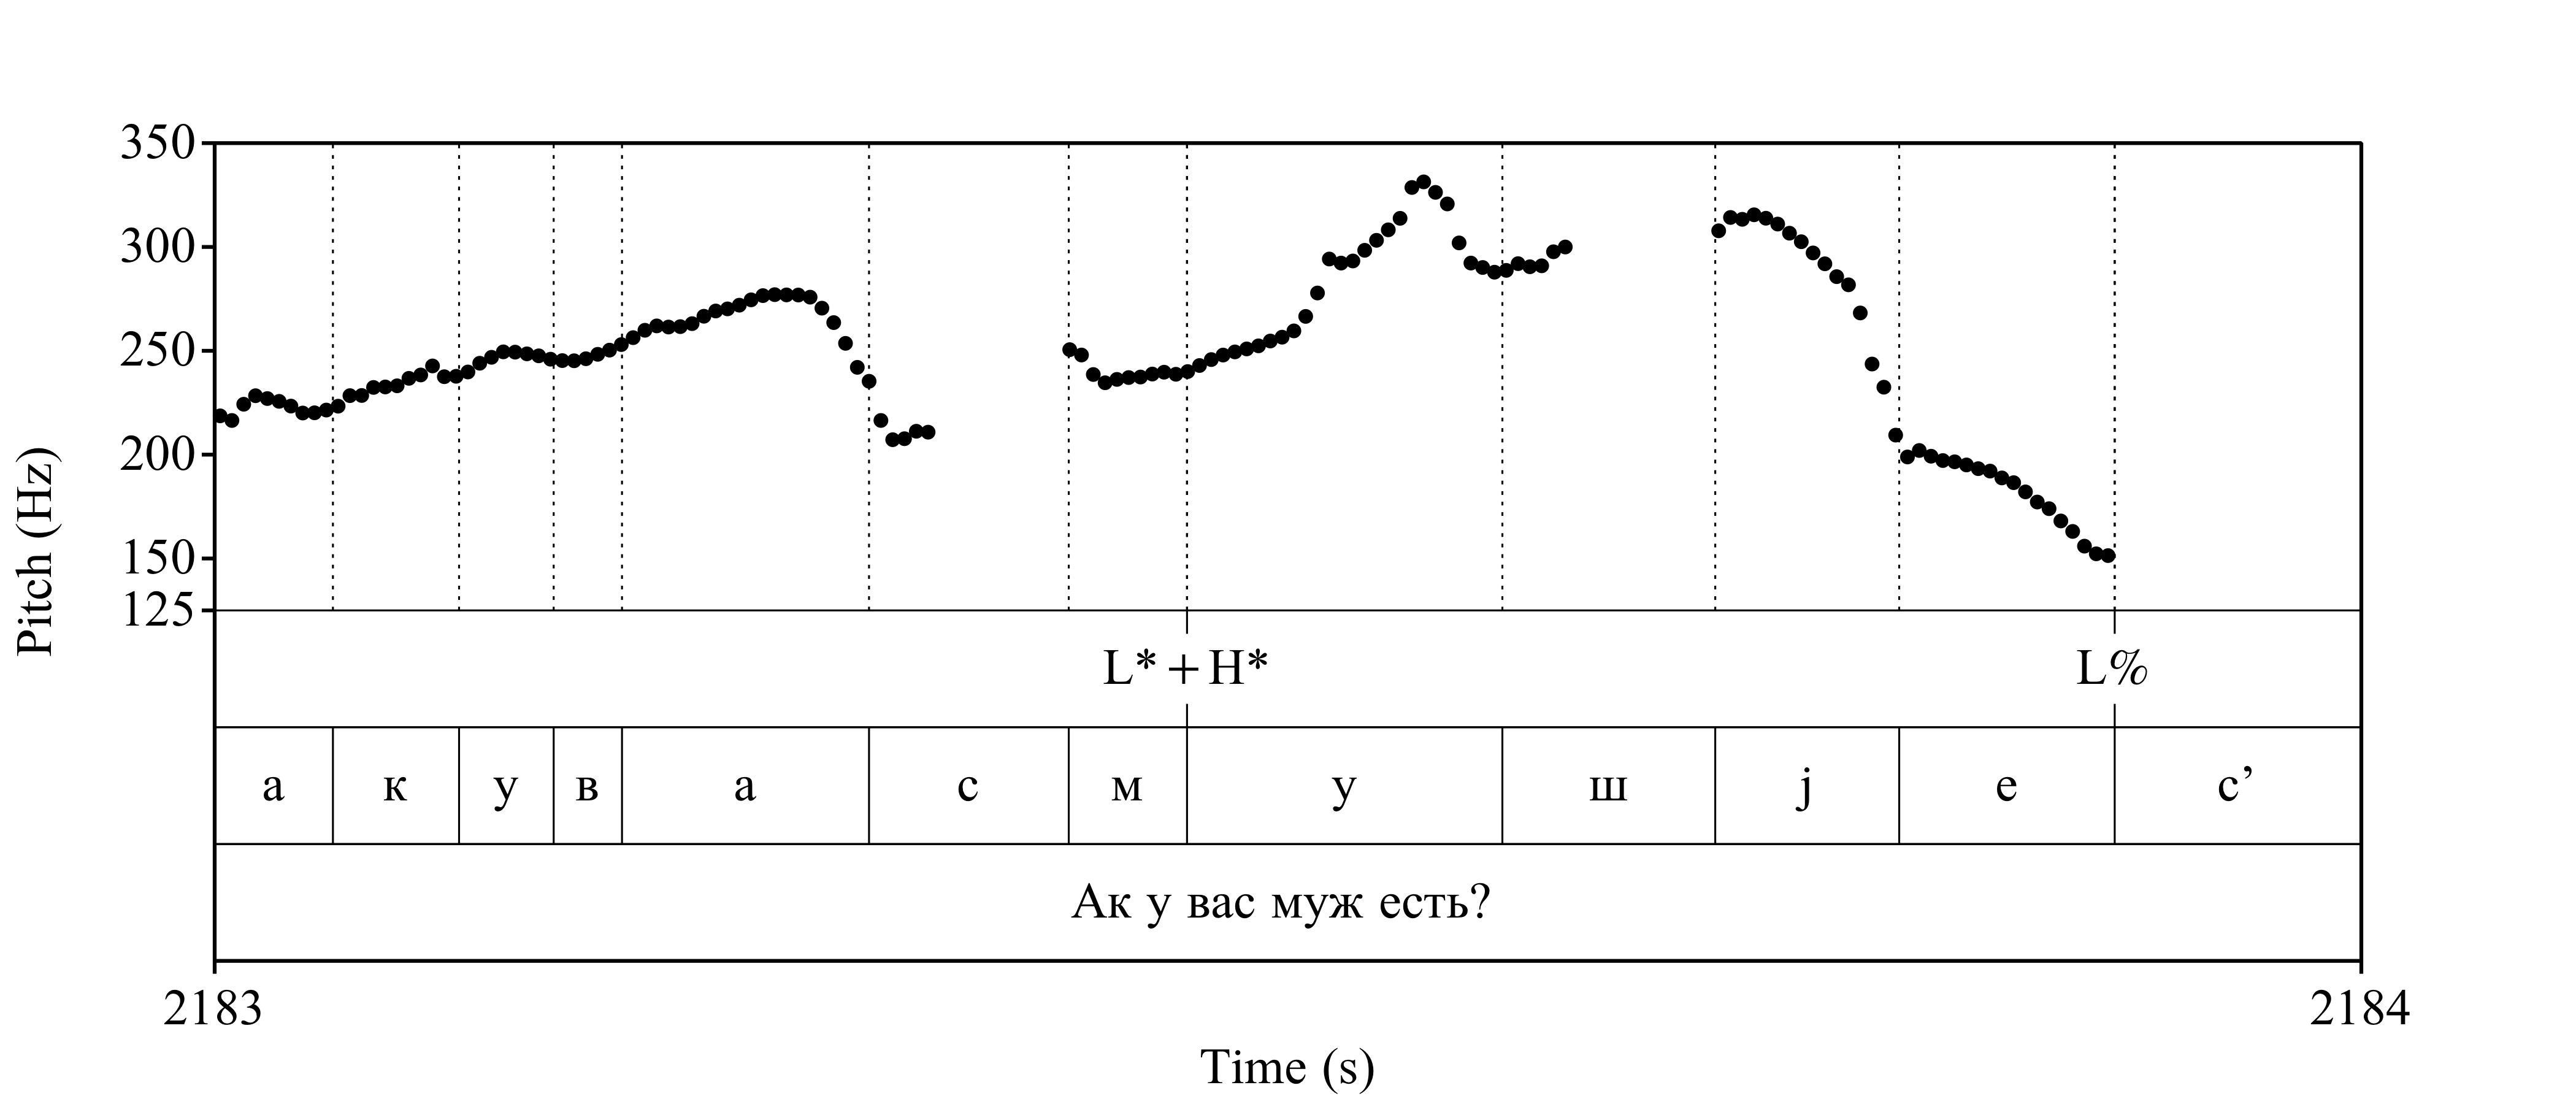 350
300
250
200
150
125
Pitch (Hz)
L* + H* L%
а к у в а с м у ш j е с’
Ак у вас муж есть?
2183 2184
Time (s)